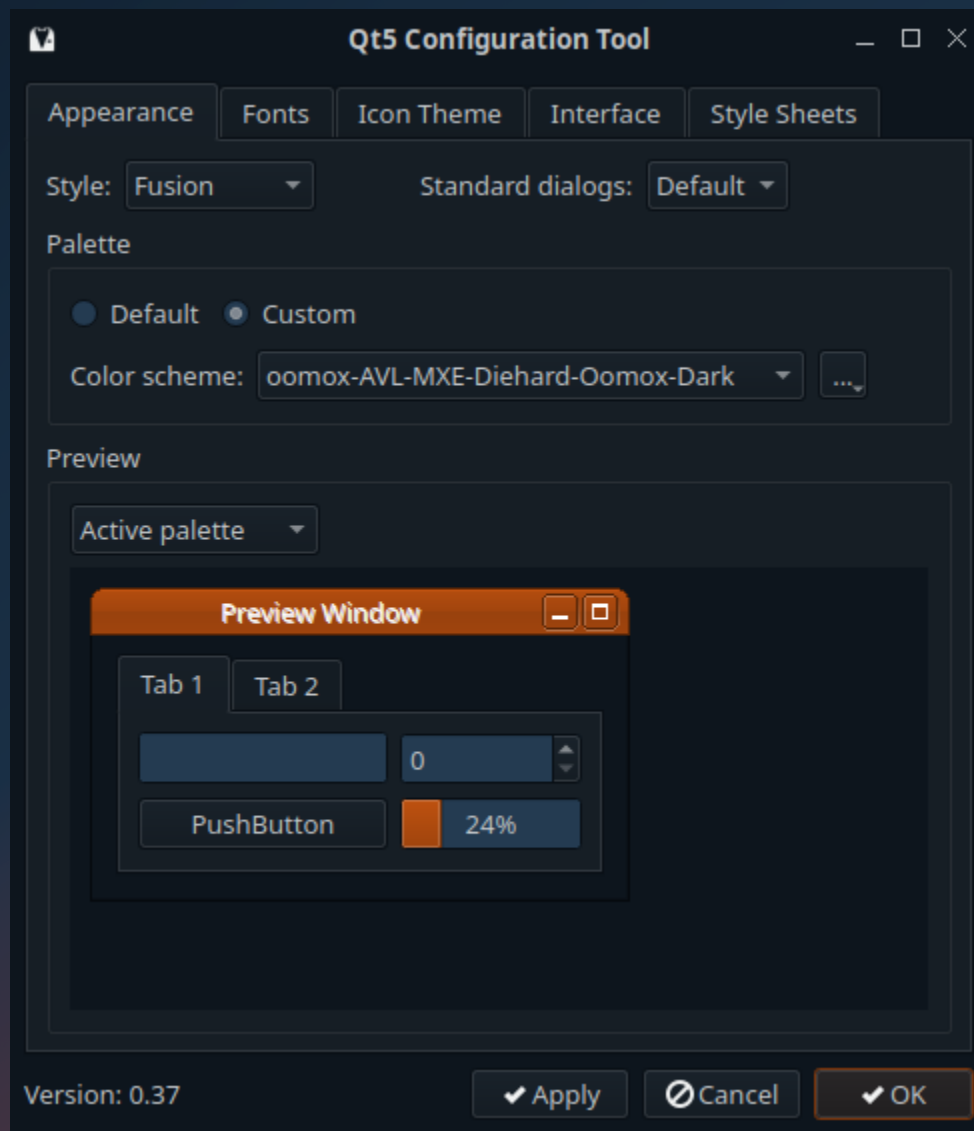 Qt5 Configuration Tool
Appearance Fonts Icon Theme Interface Style Sheets
Style: Fusion Standard dialogs: Default
Palette
Default Custom
Color scheme: oomox-AVL-MXE-Diehard-Oomox-Dark ...
Preview
Active palette
Preview Window
Tab 1 Tab 2
0
PushButton 24%
Version: 0.37 Apply Cancel OK